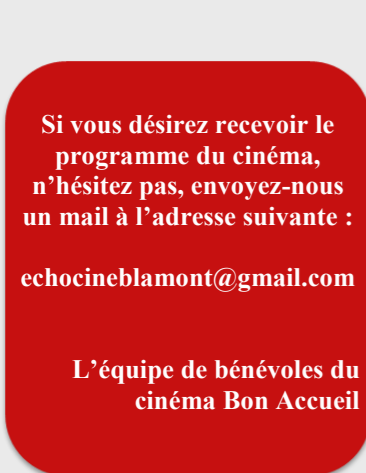 Si vous désirez recevoir le
programme du cinéma,
n’hésitez pas, envoyez-nous
un mail à l’adresse suivante :
echocineblamont@gmail.com
L’équipe de bénévoles du
cinéma Bon Accueil